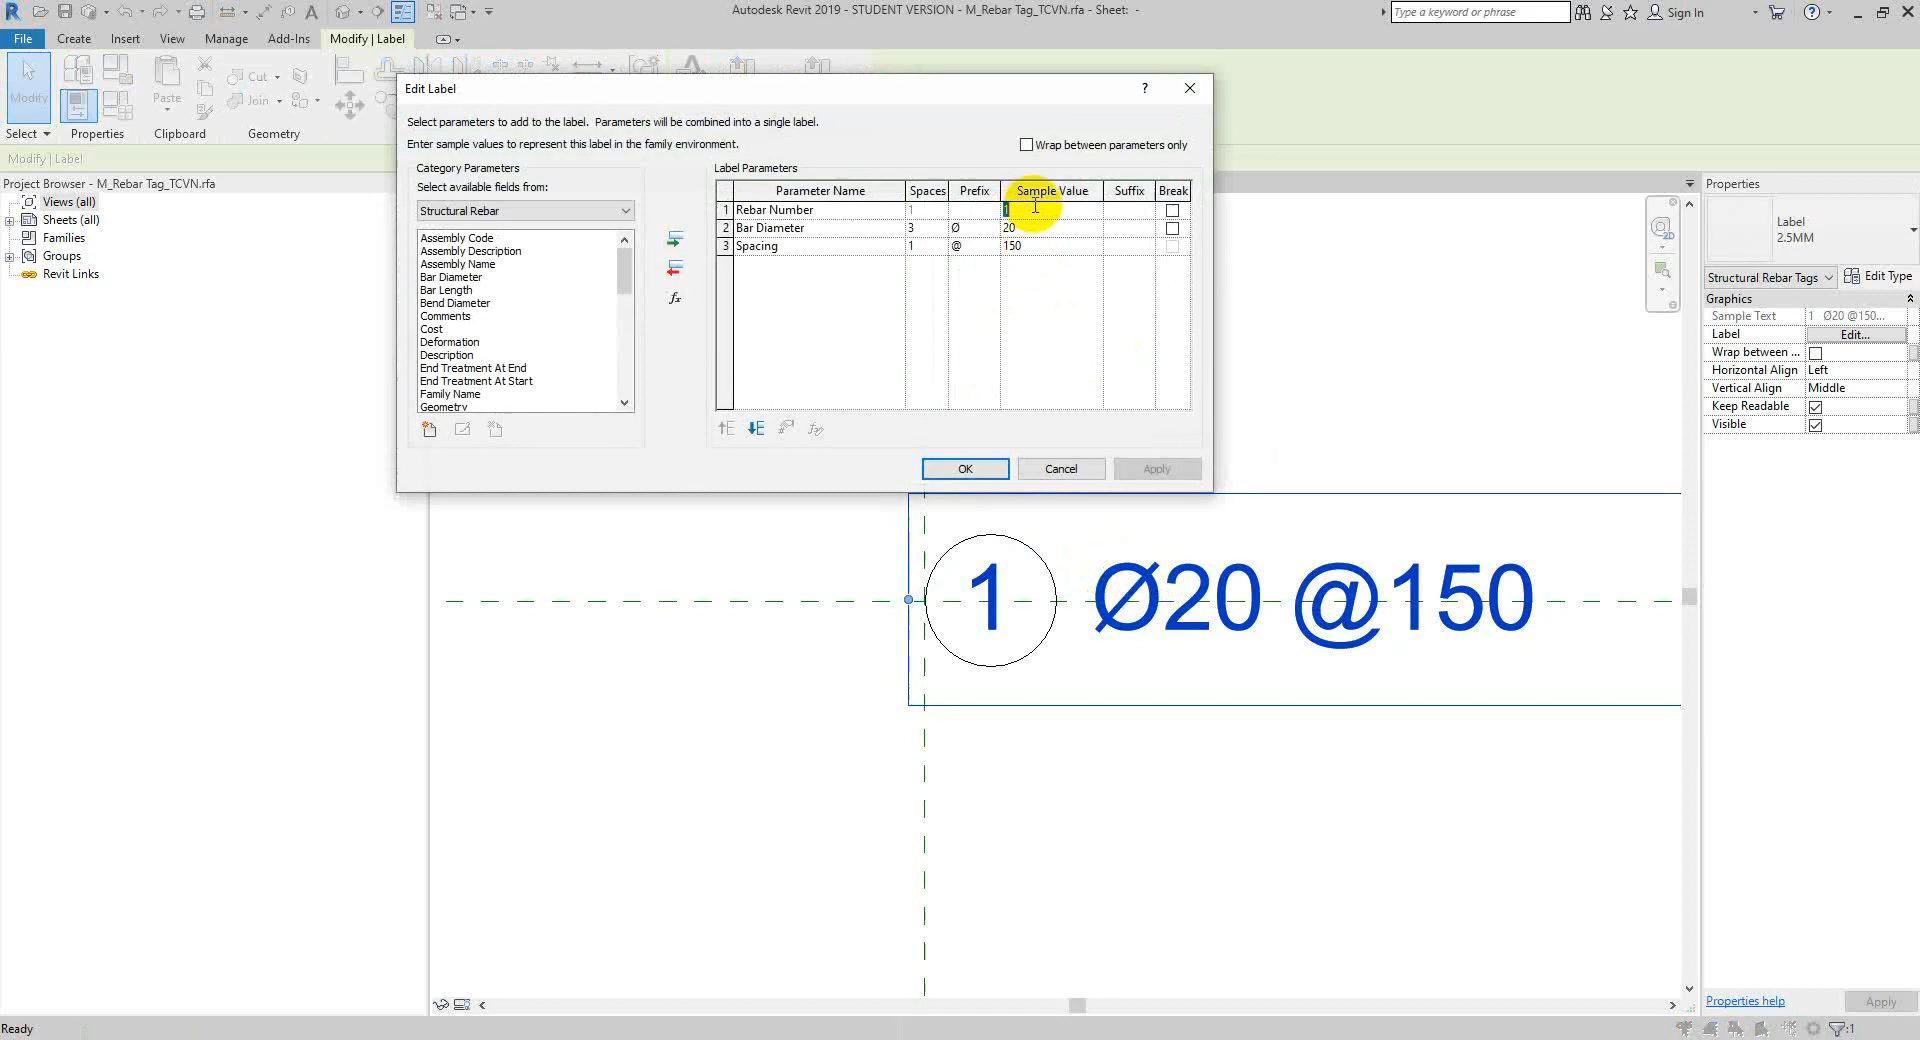 Autodesk Revit 2019 - STUDENT VERSION - M_Rebar Tag_TCVN.rfa - Sheet:  -
Type a keyword or phrase
Sign In
File
Create
Insert
View
Manage
Add-Ins
Modify | Label
Modify
Paste
Cut
Join
Select
Properties
Clipboard
Geometry
Modify | Label
Project Browser - M_Rebar Tag_TCVN.rfa
Views (all)
Sheets (all)
Families
Groups
Revit Links
Edit Label
Select parameters to add to the label.  Parameters will be combined into a single label.
Enter sample values to represent this label in the family environment.
Wrap between parameters only
Category Parameters
Select available fields from:
Structural Rebar
Assembly Code
Assembly Description
Assembly Name
Bar Diameter
Bar Length
Bend Diameter
Comments
Cost
Deformation
Description
End Treatment At End
End Treatment At Start
Family Name
Geometry
Label Parameters
Parameter Name Spaces Prefix Sample Value Suffix Break
1 Rebar Number 1 1
2 Bar Diameter 3 Ø 20
3 Spacing 1 @ 150
OK
Cancel
Apply
1 Ø20 @150
2D
Properties
Label
2.5MM
Structural Rebar Tags
Edit Type
Graphics
Sample Text 1   Ø20 @150...
Label Edit...
Wrap between ...
Horizontal Align Left
Vertical Align Middle
Keep Readable
Visible
Properties help
Apply
Ready
:1